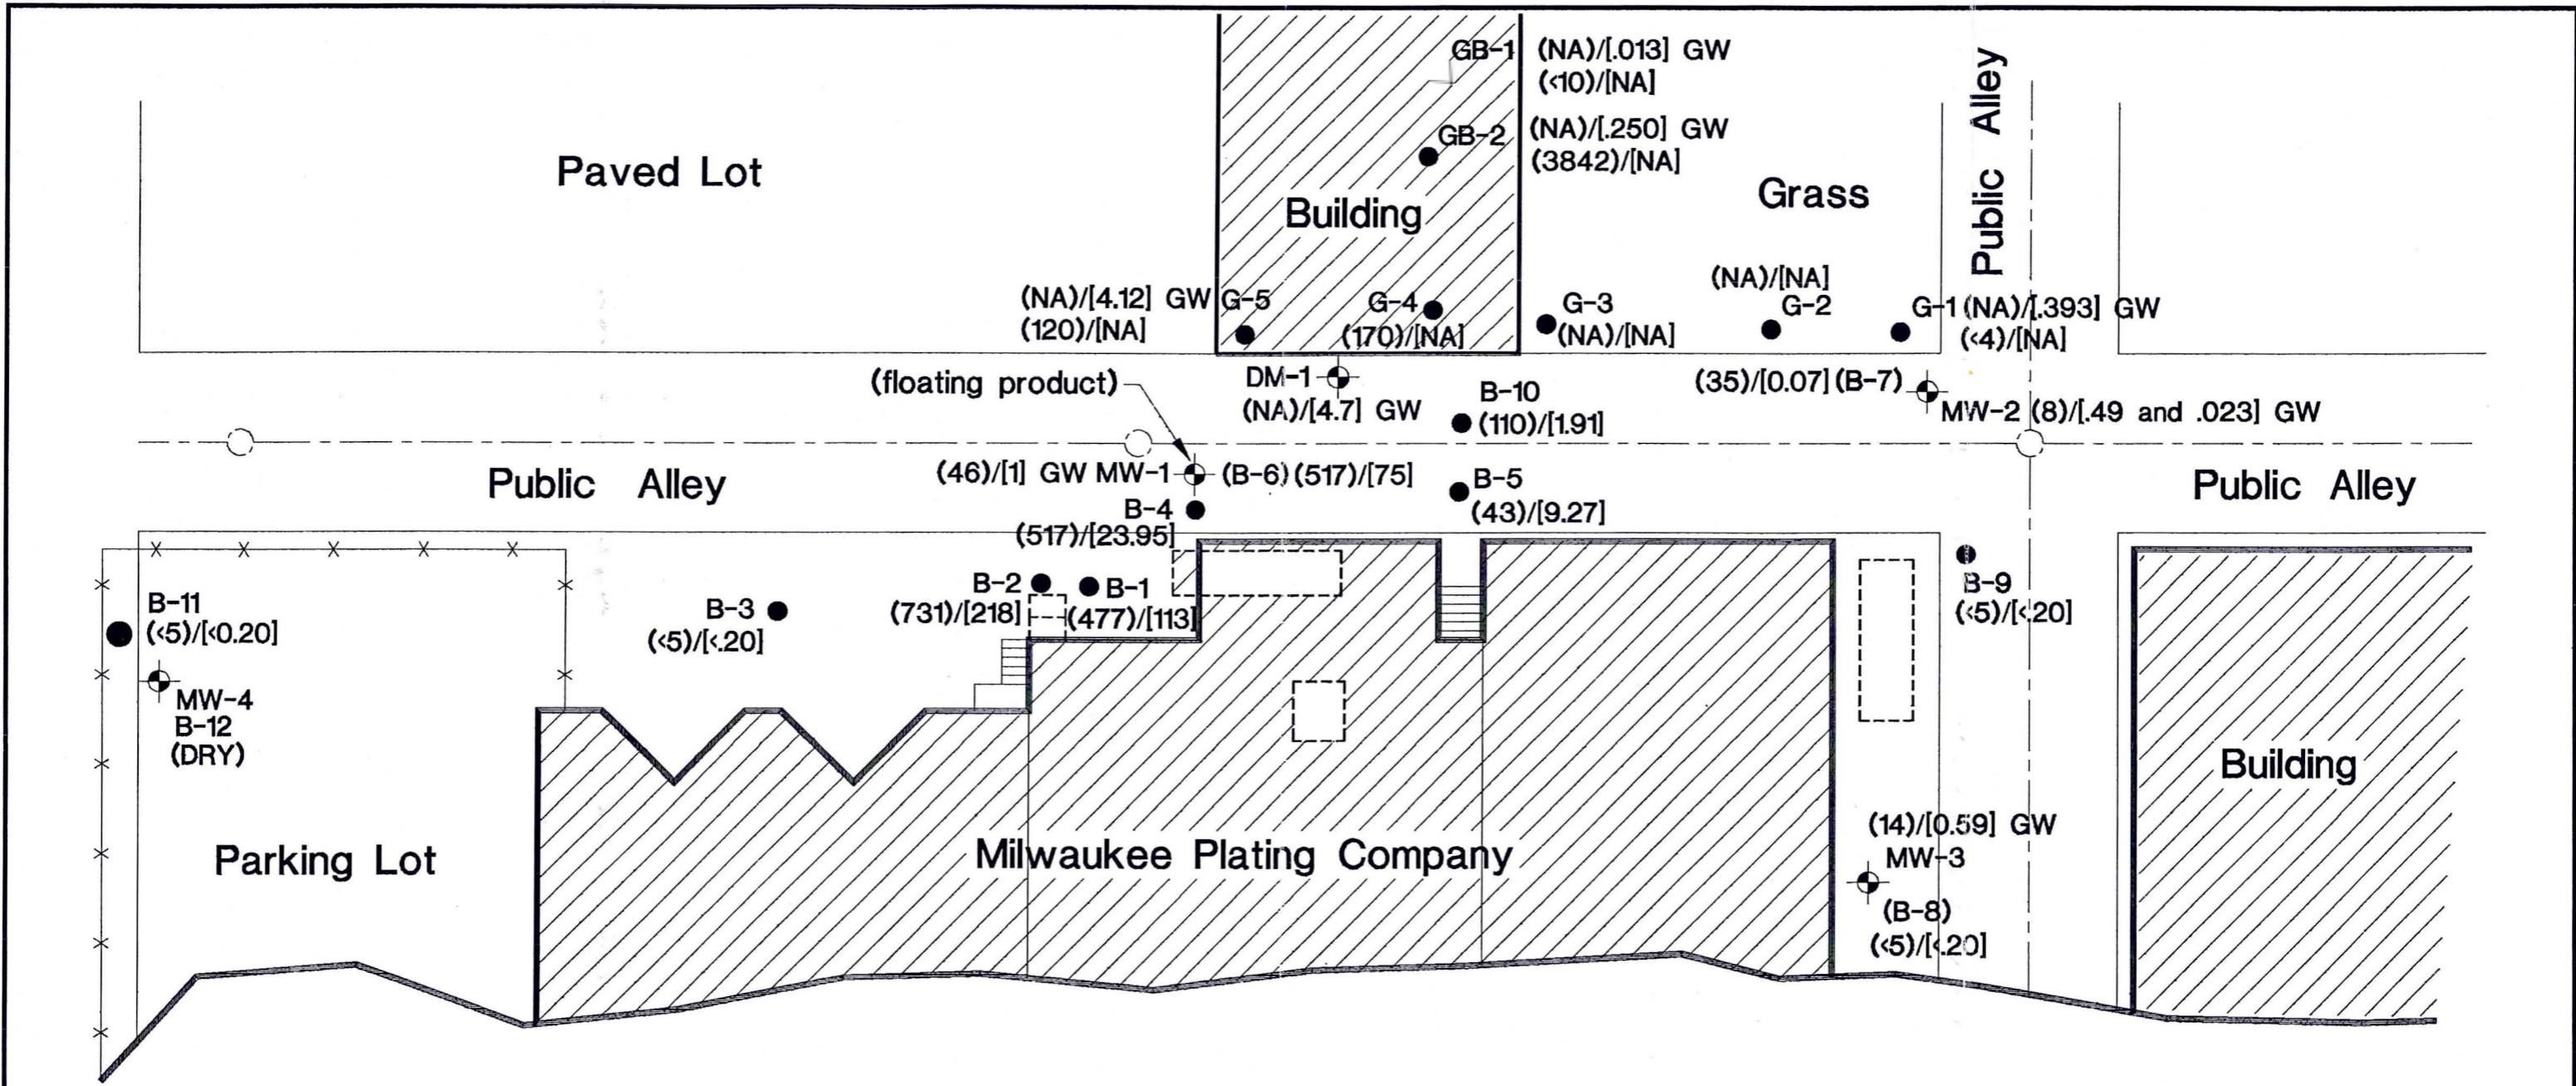 GB-1 (NA)/[.013] GW
(<10)/[NA]
GB-2 (NA)/[.250] GW
(3842)/[NA]
Paved Lot
Building
Grass
Public Alley
(NA)/[4.12] GW G-5
(120)/[NA]
G-4
(170)/[NA]
G-3
(NA)/[NA]
(NA)/[NA]
G-2
G-1 (NA)/[.393] GW
(<4)/[NA]
(floating product)
DM-1
(NA)/[4.7] GW
B-10
(110)/[1.91]
(35)/[0.07] (B-7)
MW-2 (8)/[.49 and .023] GW
Public Alley
(46)/[1] GW MW-1 (B-6) (517)/[75]
B-4
(517)/[23.95]
B-5
(43)/[9.27]
Public Alley
B-11
(<5)/[<0.20]
MW-4
B-12
(DRY)
B-3
(<5)/[<.20]
B-2
(731)/[218]
B-1
(477)/[113]
B-9
(<5)/[<.20]
Parking Lot
Milwaukee Plating Company
Building
(14)/[0.59] GW
MW-3
(B-8)
(<5)/[<.20]